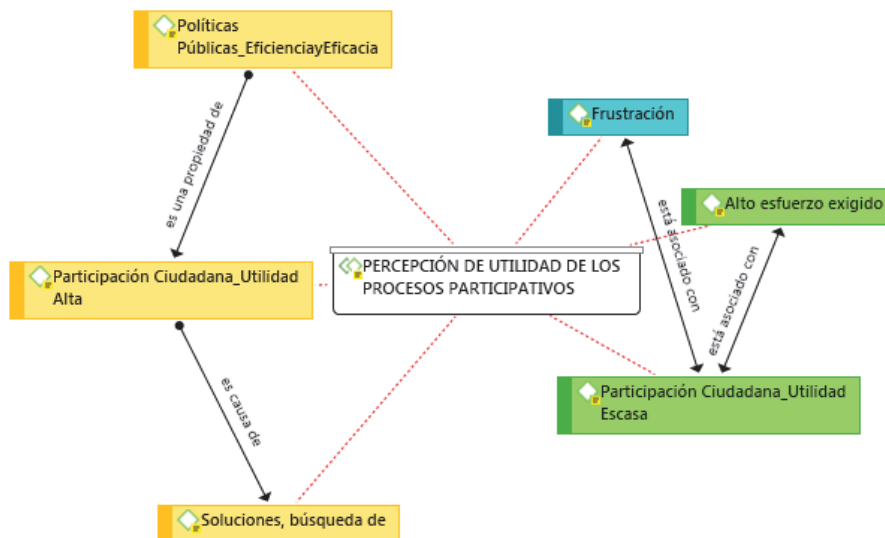 Políticas
Públicas_EficienciayEficacia
Frustración
es una propiedad de
Alto esfuerzo exigido
está asociado con
está asociado con
Participación Ciudadana_Utilidad
Alta
PERCEPCIÓN DE UTILIDAD DE LOS
PROCESOS PARTICIPATIVOS
es causa de
Participación Ciudadana_Utilidad
Escasa
Soluciones, búsqueda de